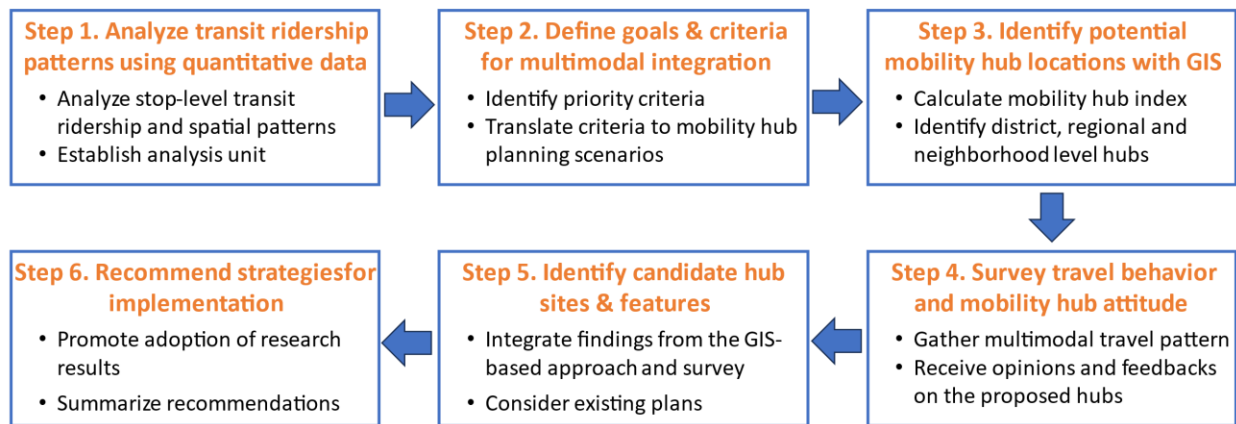 Step 1. Analyze transit ridership
patterns using quantitative data
• Analyze stop-level transit
ridership and spatial patterns
• Establish analysis unit
Step 2. Define goals & criteria
for multimodal integration
• Identify priority criteria
• Translate criteria to mobility hub
planning scenarios
Step 3. Identify potential
mobility hub locations with GIS
• Calculate mobility hub index
• Identify district, regional and
neighborhood level hubs
Step 4. Survey travel behavior
and mobility hub attitude
• Gather multimodal travel pattern
• Receive opinions and feedbacks
on the proposed hubs
Step 5. Identify candidate hub
sites & features
• Integrate findings from the GIS-
based approach and survey
• Consider existing plans
Step 6. Recommend strategiesfor
implementation
• Promote adoption of research
results
• Summarize recommendations